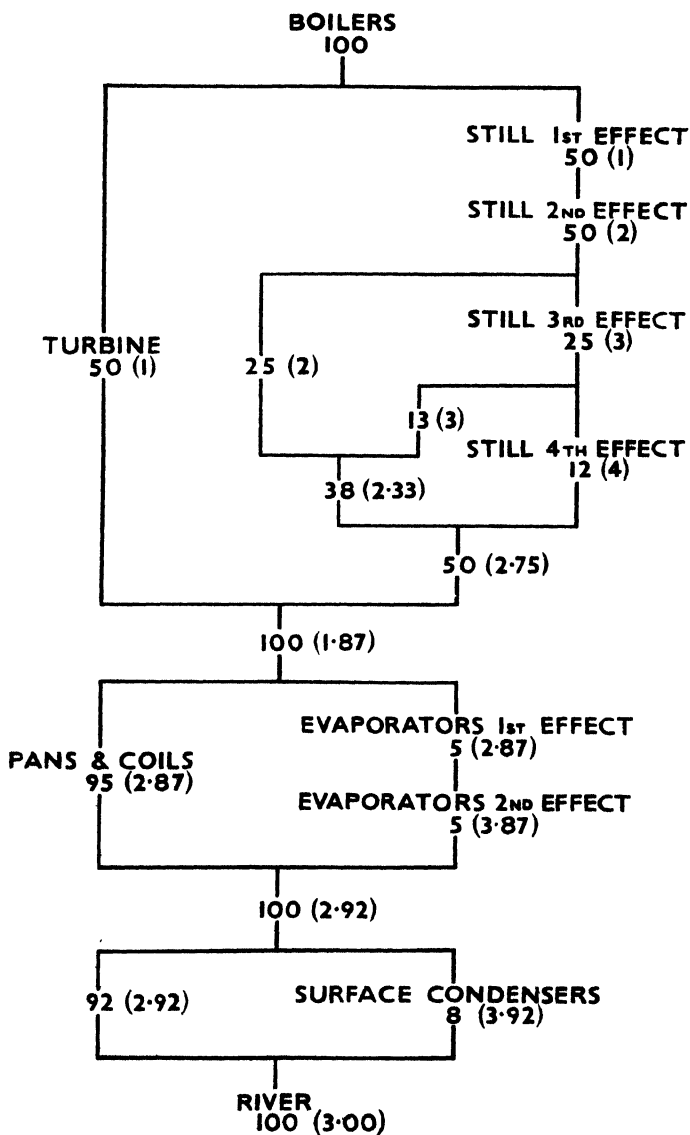 BOILERS
100
STILL 1ST EFFECT
50 (1)
STILL 2ND EFFECT
50 (2)
STILL 3RD EFFECT
25 (3)
TURBINE
50 (1)
25 (2)
13 (3)
STILL 4TH EFFECT
12 (4)
38 (2·33)
50 (2·75)
100 (1·87)
EVAPORATORS 1ST EFFECT
5 (2·87)
PANS & COILS
95 (2·87)
EVAPORATORS 2ND EFFECT
5 (3·87)
100 (2·92)
92 (2·92)
SURFACE CONDENSERS
8 (3·92)
RIVER
100 (3·00)